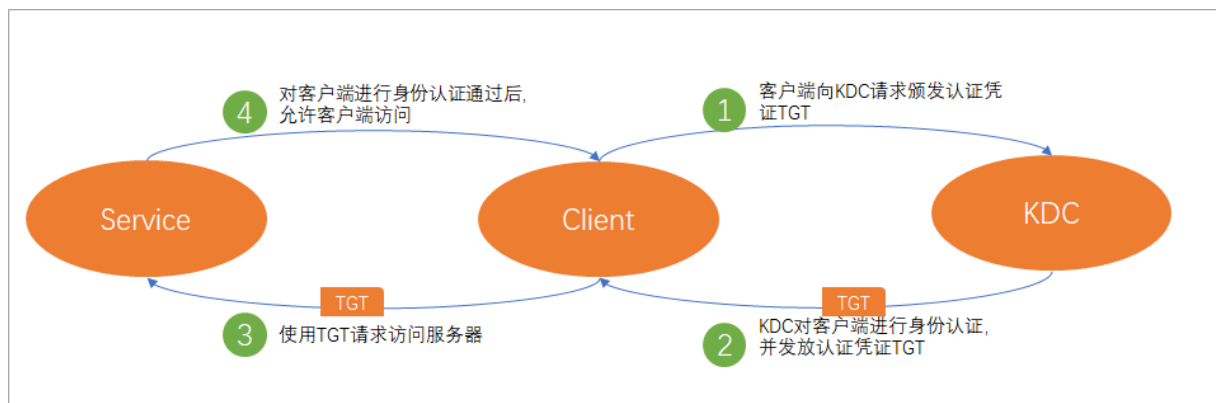 4
对客户端进行身份认证通过后,
允许客户端访问
1
客户端向KDC请求颁发认证凭
证TGT
Service
Client
KDC
TGT
TGT
3
使用TGT请求访问服务器
2
KDC对客户端进行身份认证,
并发放认证凭证TGT